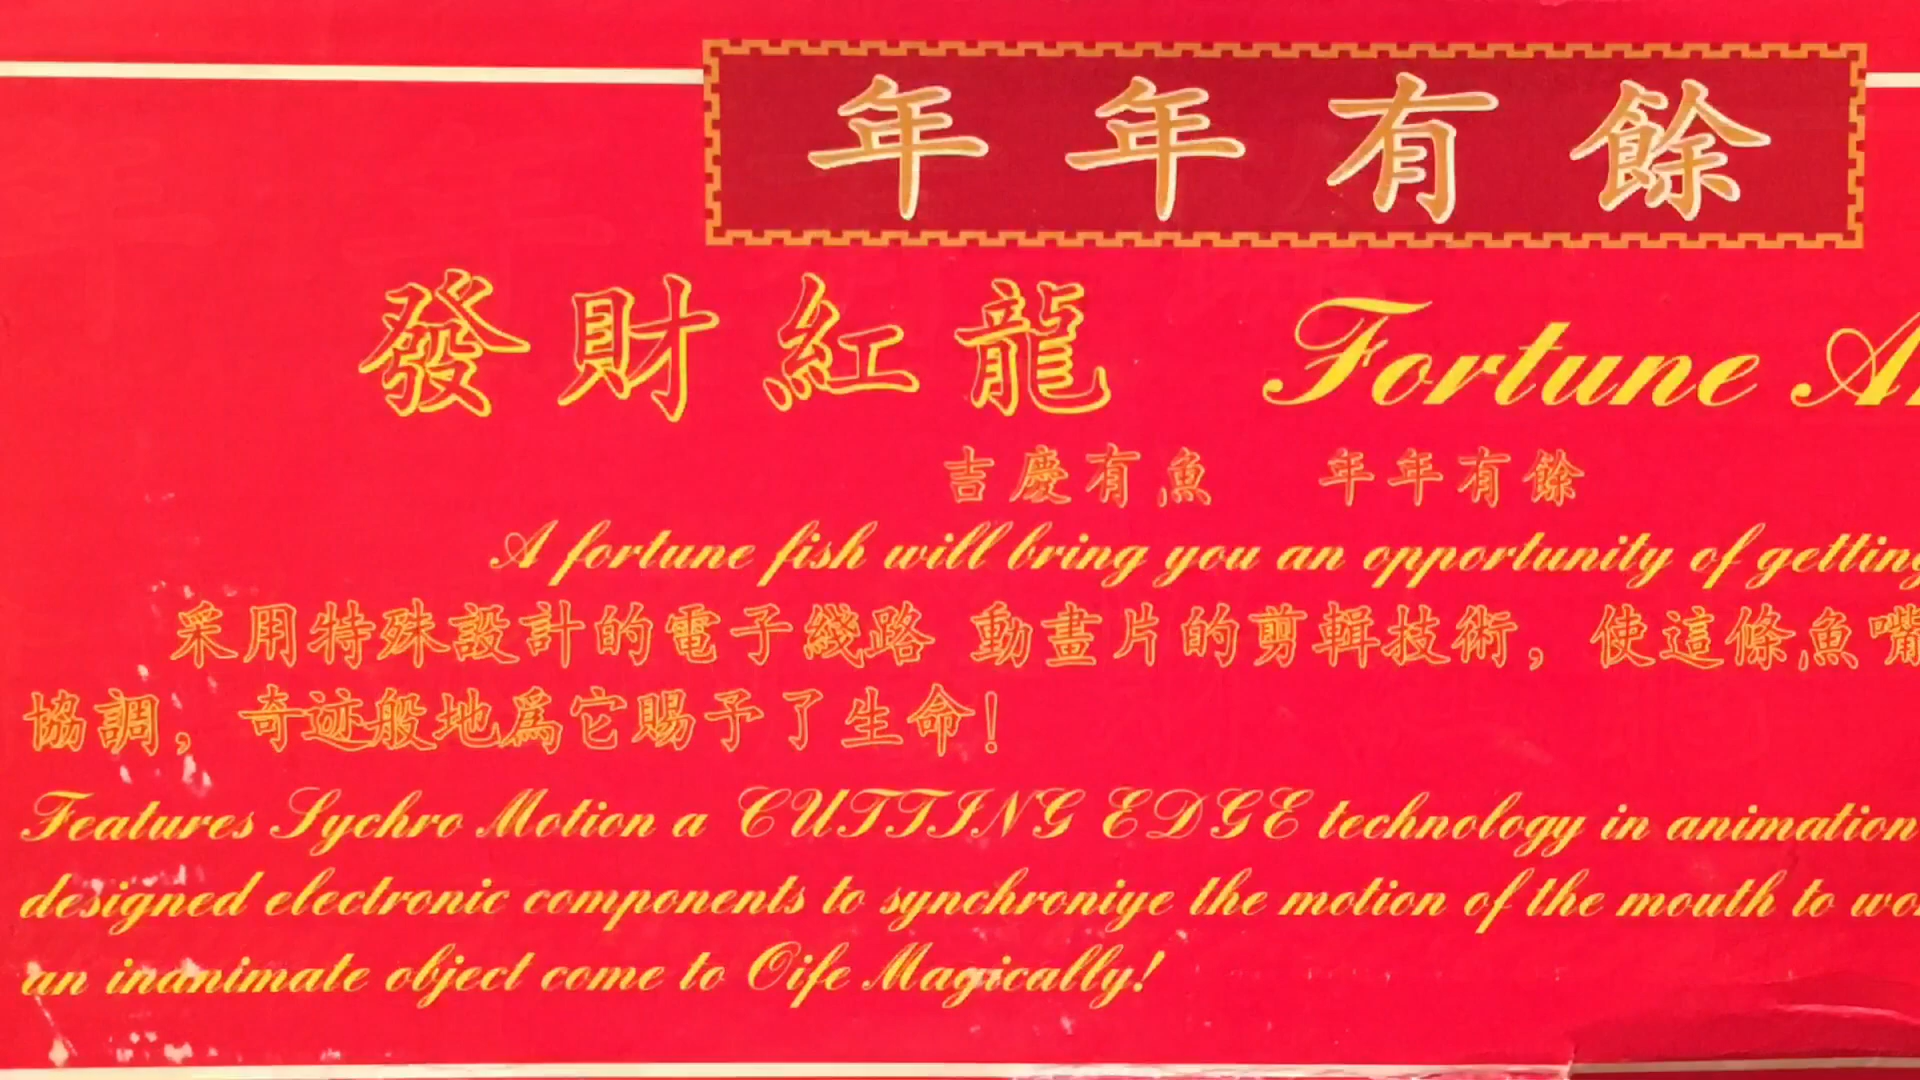 年年有餘
發財紅龍 Fortune
吉慶有魚 年年有餘
A fortune fish will bring you an opportunity of getting
采用特殊設計的電子綫路 動畫片的剪輯技術，使這條魚嘴
協調，奇迹般地爲它賜予了生命！
Features Sychro Motion a CUTTING EDGE technology in animation
designed electronic components to synchroniye the motion of the mouth to
an inanimate object come to Oife Magically!